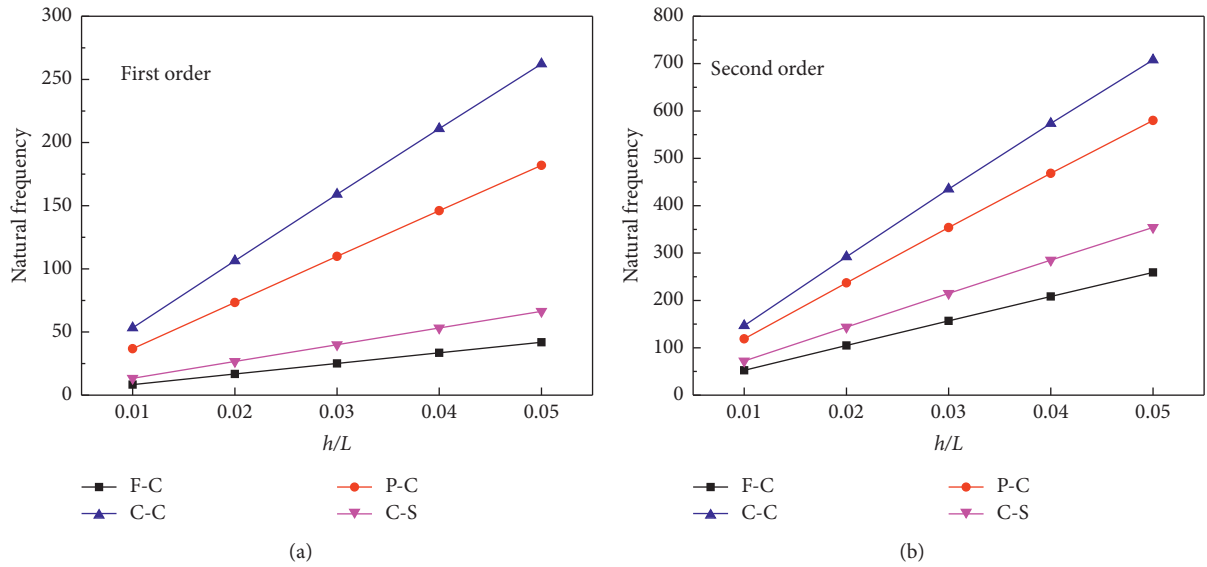 300
250
200
150
100
50
0
Natural frequency
First order
0.01 0.02 0.03 0.04 0.05
h/L
F-C P-C
C-C C-S
(a)
800
700
600
500
400
300
200
100
0
Natural frequency
Second order
0.01 0.02 0.03 0.04 0.05
h/L
F-C P-C
C-C C-S
(b)